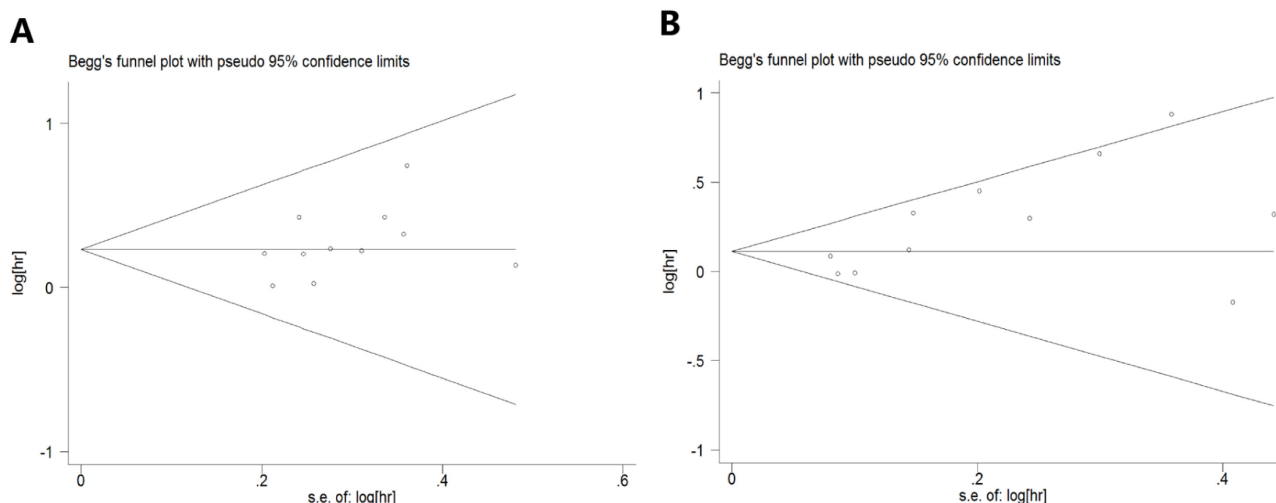 A
Begg's funnel plot with pseudo 95% confidence limits
log[hr]
1
0
-1
0
.2
.4
.6
s.e. of: log[hr]
B
Begg's funnel plot with pseudo 95% confidence limits
log[hr]
1
.5
0
-.5
-1
0
.2
.4
s.e. of: log[hr]